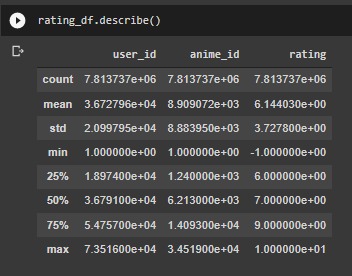 rating_df.describe()
user_id anime_id rating
count 7.813737e+06 7.813737e+06 7.813737e+06
mean 3.672796e+04 8.909072e+03 6.144030e+00
std 2.099795e+04 8.883950e+03 3.727800e+00
min 1.000000e+00 1.000000e+00 -1.000000e+00
25% 1.897400e+04 1.240000e+03 6.000000e+00
50% 3.679100e+04 6.213000e+03 7.000000e+00
75% 5.475700e+04 1.409300e+04 9.000000e+00
max 7.351600e+04 3.451900e+04 1.000000e+01